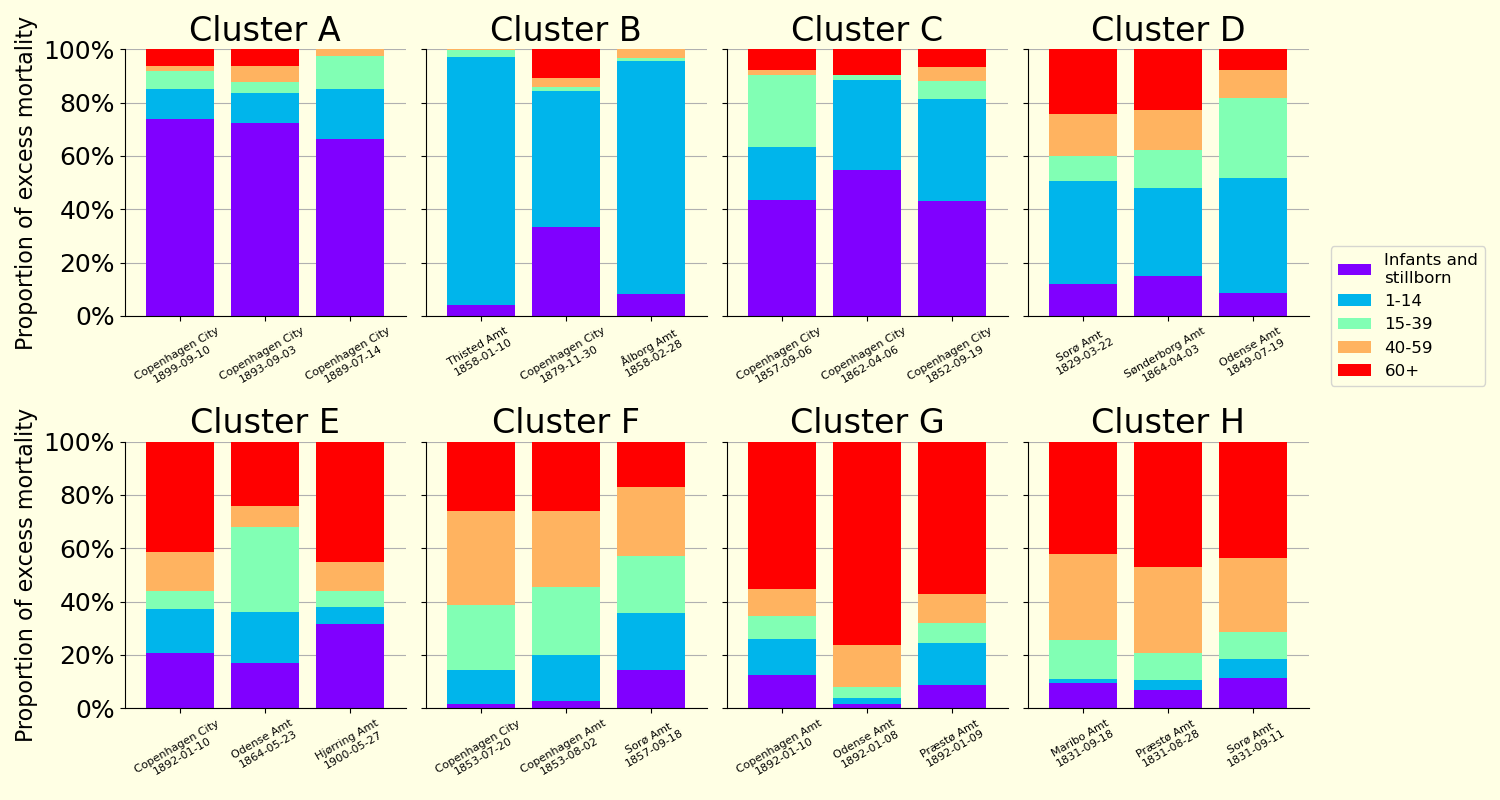 Cluster A
Cluster B
Cluster C
Cluster D
Proportion of excess mortality
100%
80%
60%
40%
20%
0%
Copenhagen City
1899-09-10
Copenhagen City
1893-09-03
Copenhagen City
1889-07-14
Thisted Amt
1858-01-10
Copenhagen City
1879-11-30
Ålborg Amt
1858-02-28
Copenhagen City
1857-09-06
Copenhagen City
1862-04-06
Copenhagen City
1852-09-19
Sorø Amt
1829-03-22
Sønderborg Amt
1864-04-03
Odense Amt
1849-07-19
Infants and
stillborn
1-14
15-39
40-59
60+
Cluster E
Cluster F
Cluster G
Cluster H
Proportion of excess mortality
100%
80%
60%
40%
20%
0%
Copenhagen City
1892-01-10
Odense Amt
1864-05-23
Hjørring Amt
1900-05-27
Copenhagen City
1853-07-20
Copenhagen Amt
1853-08-02
Sorø Amt
1857-09-18
Copenhagen Amt
1892-01-10
Odense Amt
1892-01-08
Præstø Amt
1892-01-09
Maribo Amt
1831-09-18
Præstø Amt
1831-08-28
Sorø Amt
1831-09-11